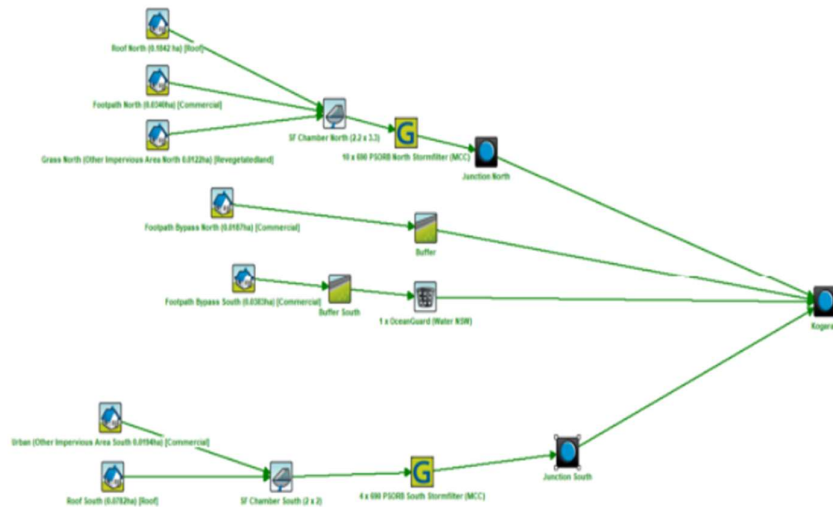 Roof North (0.1842 ha) [Roof]
Footpath North (0.0346ha) [Commercial]
SF Chamber North (2.2 x 3.3)
G
Grass North (Other Impervious Area North 0.0122ha) [Revegetatedland]
10 x 690 PSORB North Stormfilter (MCC)
Junction North
Footpath Bypass North (0.0187ha) [Commercial]
Buffer
Footpath Bypass South (0.0383ha) [Commercial]
Buffer South
1 x OceanGuard (Water NSW)
Urban (Other Impervious Area South 0.0194ha) [Commercial]
Junction South
Roof South (0.0782ha) [Roof]
SF Chamber South (2 x 2)
G
4 x 690 PSORB South Stormfilter (MCC)